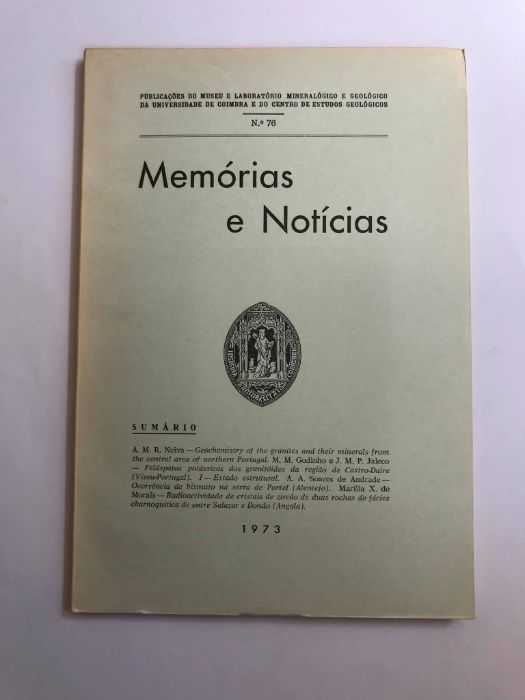 PUBLICAÇÕES DO MUSEU E LABORATÓRIO MINERALÓGICO E GEOLÓGICO
DA UNIVERSIDADE DE COIMBRA E DO CENTRO DE ESTUDOS GEOLÓGICOS
N.º 76
Memórias
e Notícias
SUMÁRIO
A. M. R. Neiva — Geochemistry of the granites and their minerals from
the central area of northern Portugal. M. M. Godinho e J. M. P. Jaleco
— Feldspatos potássicos dos granitóides da região de Castro-Daire
(Viseu-Portugal). I — Estado estrutural. A. A. Soares de Andrade —
Ocorrência de bismuto na serra de Portel (Alentejo). Marília X. de
Morais — Radioactividade de cristais de zircão de duas rochas de fácies
charnoquítica de entre Salazar e Dondo (Angola).
1973